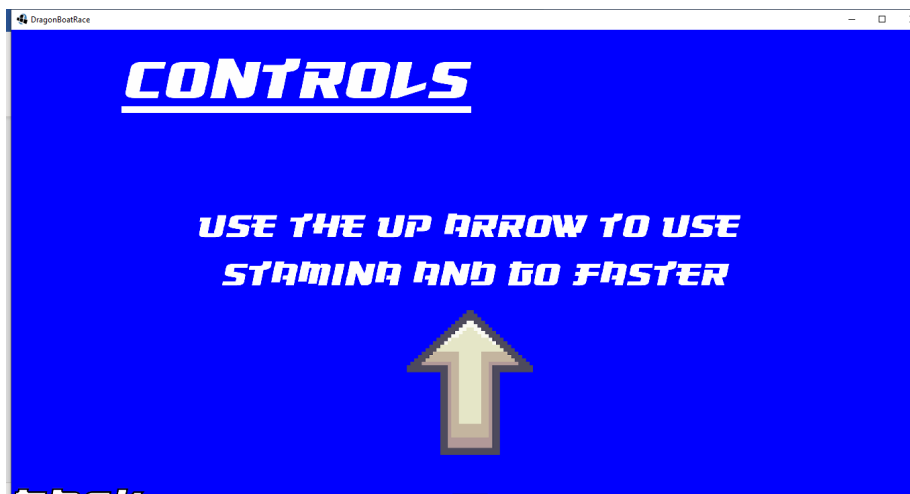 DragonBoatRace
CONTROLS
USE THE UP ARROW TO USE
STAMINA AND GO FASTER